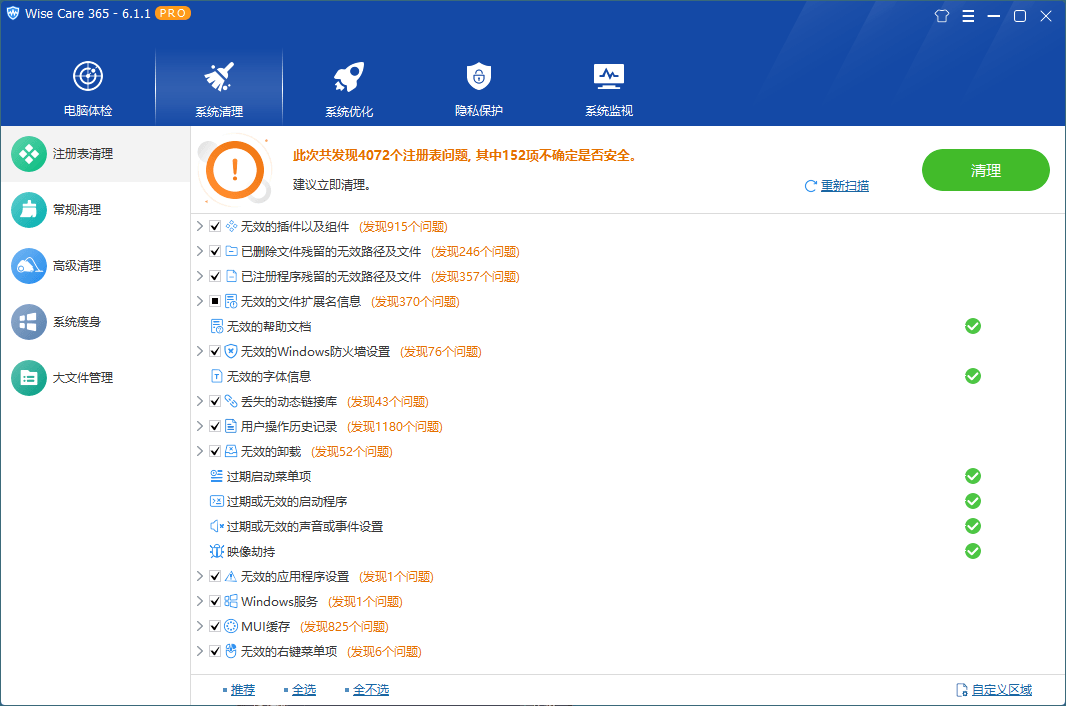 Wise Care 365 - 6.1.1 PRO
电脑体检
系统清理
系统优化
隐私保护
系统监视
注册表清理
常规清理
高级清理
系统瘦身
大文件管理
此次共发现4072个注册表问题, 其中152项不确定是否安全。
建议立即清理。
重新扫描
清理
无效的插件以及组件 (发现915个问题)
已删除文件残留的无效路径及文件 (发现246个问题)
已注册程序残留的无效路径及文件 (发现357个问题)
无效的文件扩展名信息 (发现370个问题)
无效的帮助文档
无效的Windows防火墙设置 (发现76个问题)
无效的字体信息
丢失的动态链接库 (发现43个问题)
用户操作历史记录 (发现1180个问题)
无效的卸载 (发现52个问题)
过期启动菜单项
过期或无效的启动程序
过期或无效的声音或事件设置
映像劫持
无效的应用程序设置 (发现1个问题)
Windows服务 (发现1个问题)
MUI缓存 (发现825个问题)
无效的右键菜单项 (发现6个问题)
推荐
全选
全不选
自定义区域